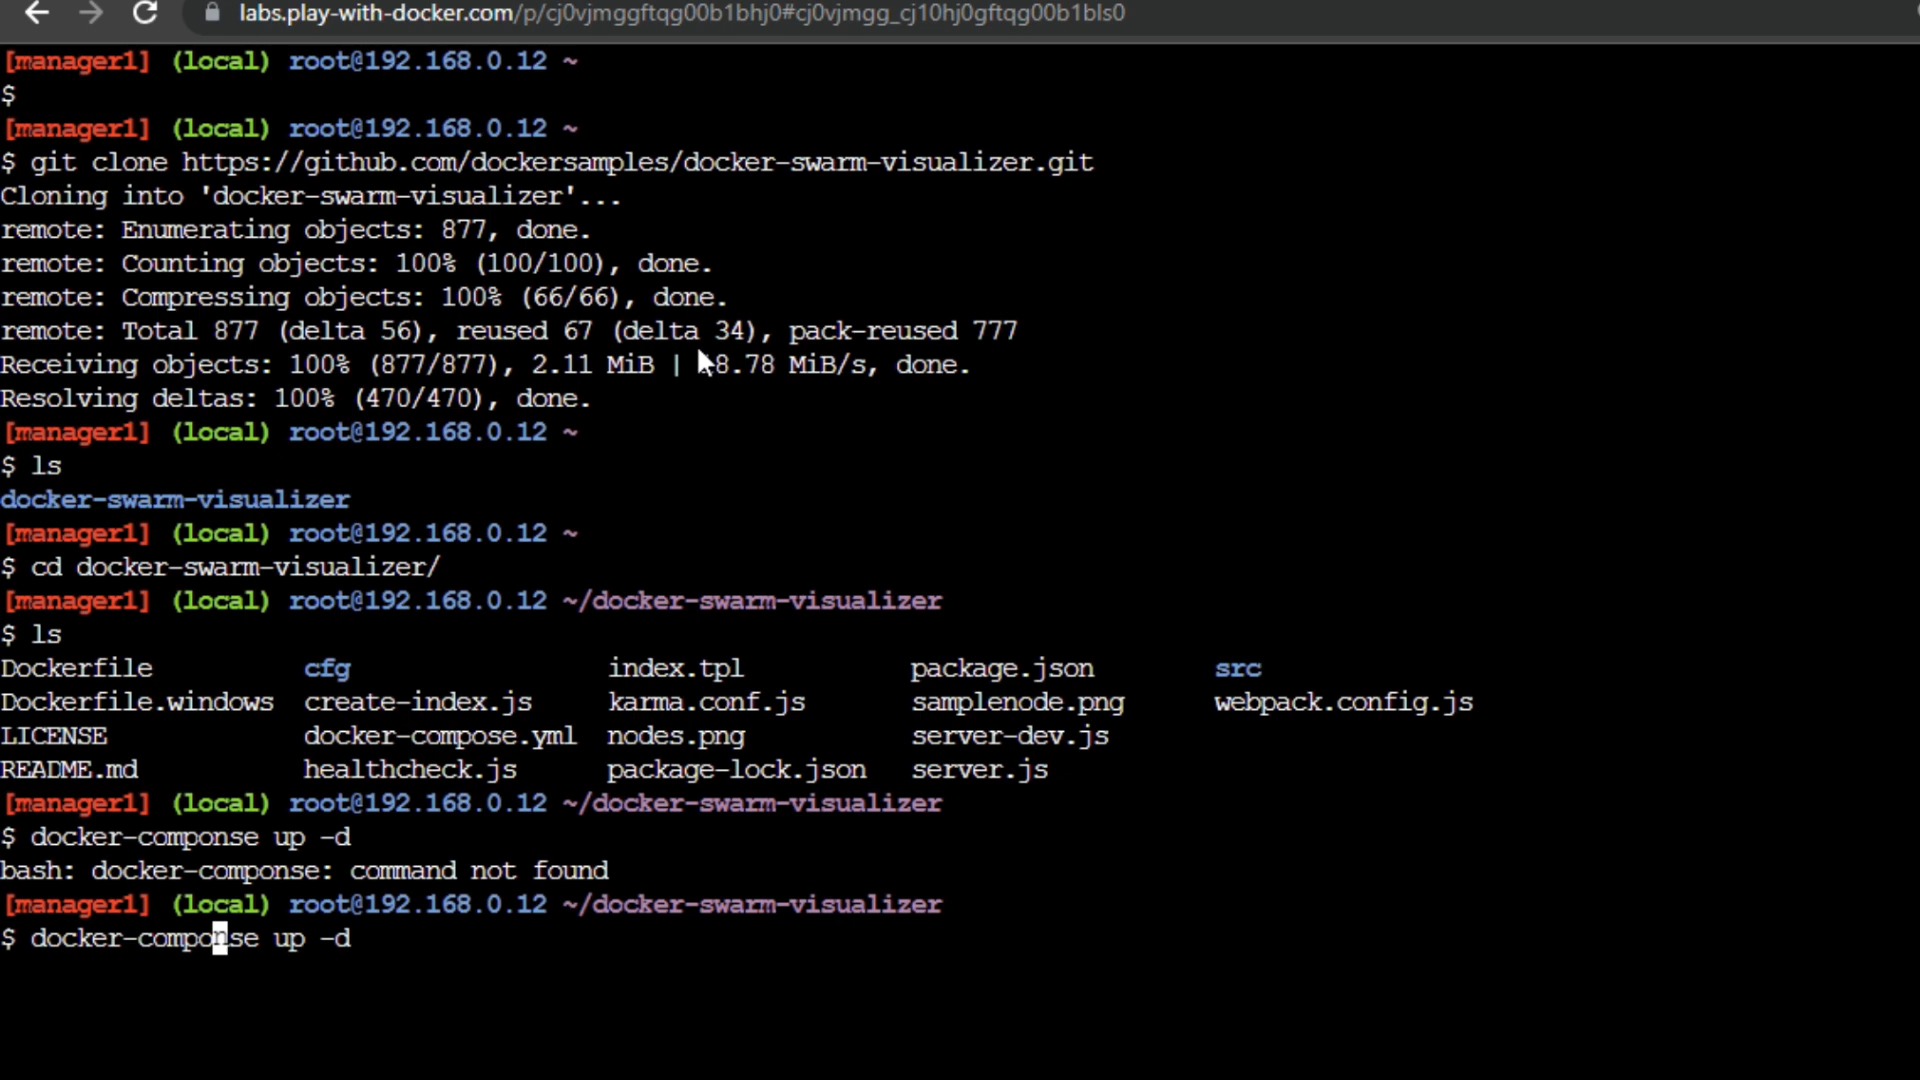 labs.play-with-docker.com/p/cj0vjmggftqg00b1bhj0#cj0vjmgg_cj10hj0gftqg00b1bls0
[manager1] (local) root@192.168.0.12 ~
$
[manager1] (local) root@192.168.0.12 ~
$ git clone https://github.com/dockersamples/docker-swarm-visualizer.git
Cloning into 'docker-swarm-visualizer'...
remote: Enumerating objects: 877, done.
remote: Counting objects: 100% (100/100), done.
remote: Compressing objects: 100% (66/66), done.
remote: Total 877 (delta 56), reused 67 (delta 34), pack-reused 777
Receiving objects: 100% (877/877), 2.11 MiB | 8.78 MiB/s, done.
Resolving deltas: 100% (470/470), done.
[manager1] (local) root@192.168.0.12 ~
$ ls
docker-swarm-visualizer
[manager1] (local) root@192.168.0.12 ~
$ cd docker-swarm-visualizer/
[manager1] (local) root@192.168.0.12 ~/docker-swarm-visualizer
$ ls
Dockerfile cfg index.tpl package.json src
Dockerfile.windows create-index.js karma.conf.js samplenode.png webpack.config.js
LICENSE docker-compose.yml nodes.png server-dev.js
README.md healthcheck.js package-lock.json server.js
[manager1] (local) root@192.168.0.12 ~/docker-swarm-visualizer
$ docker-componse up -d
bash: docker-componse: command not found
[manager1] (local) root@192.168.0.12 ~/docker-swarm-visualizer
$ docker-componse up -d